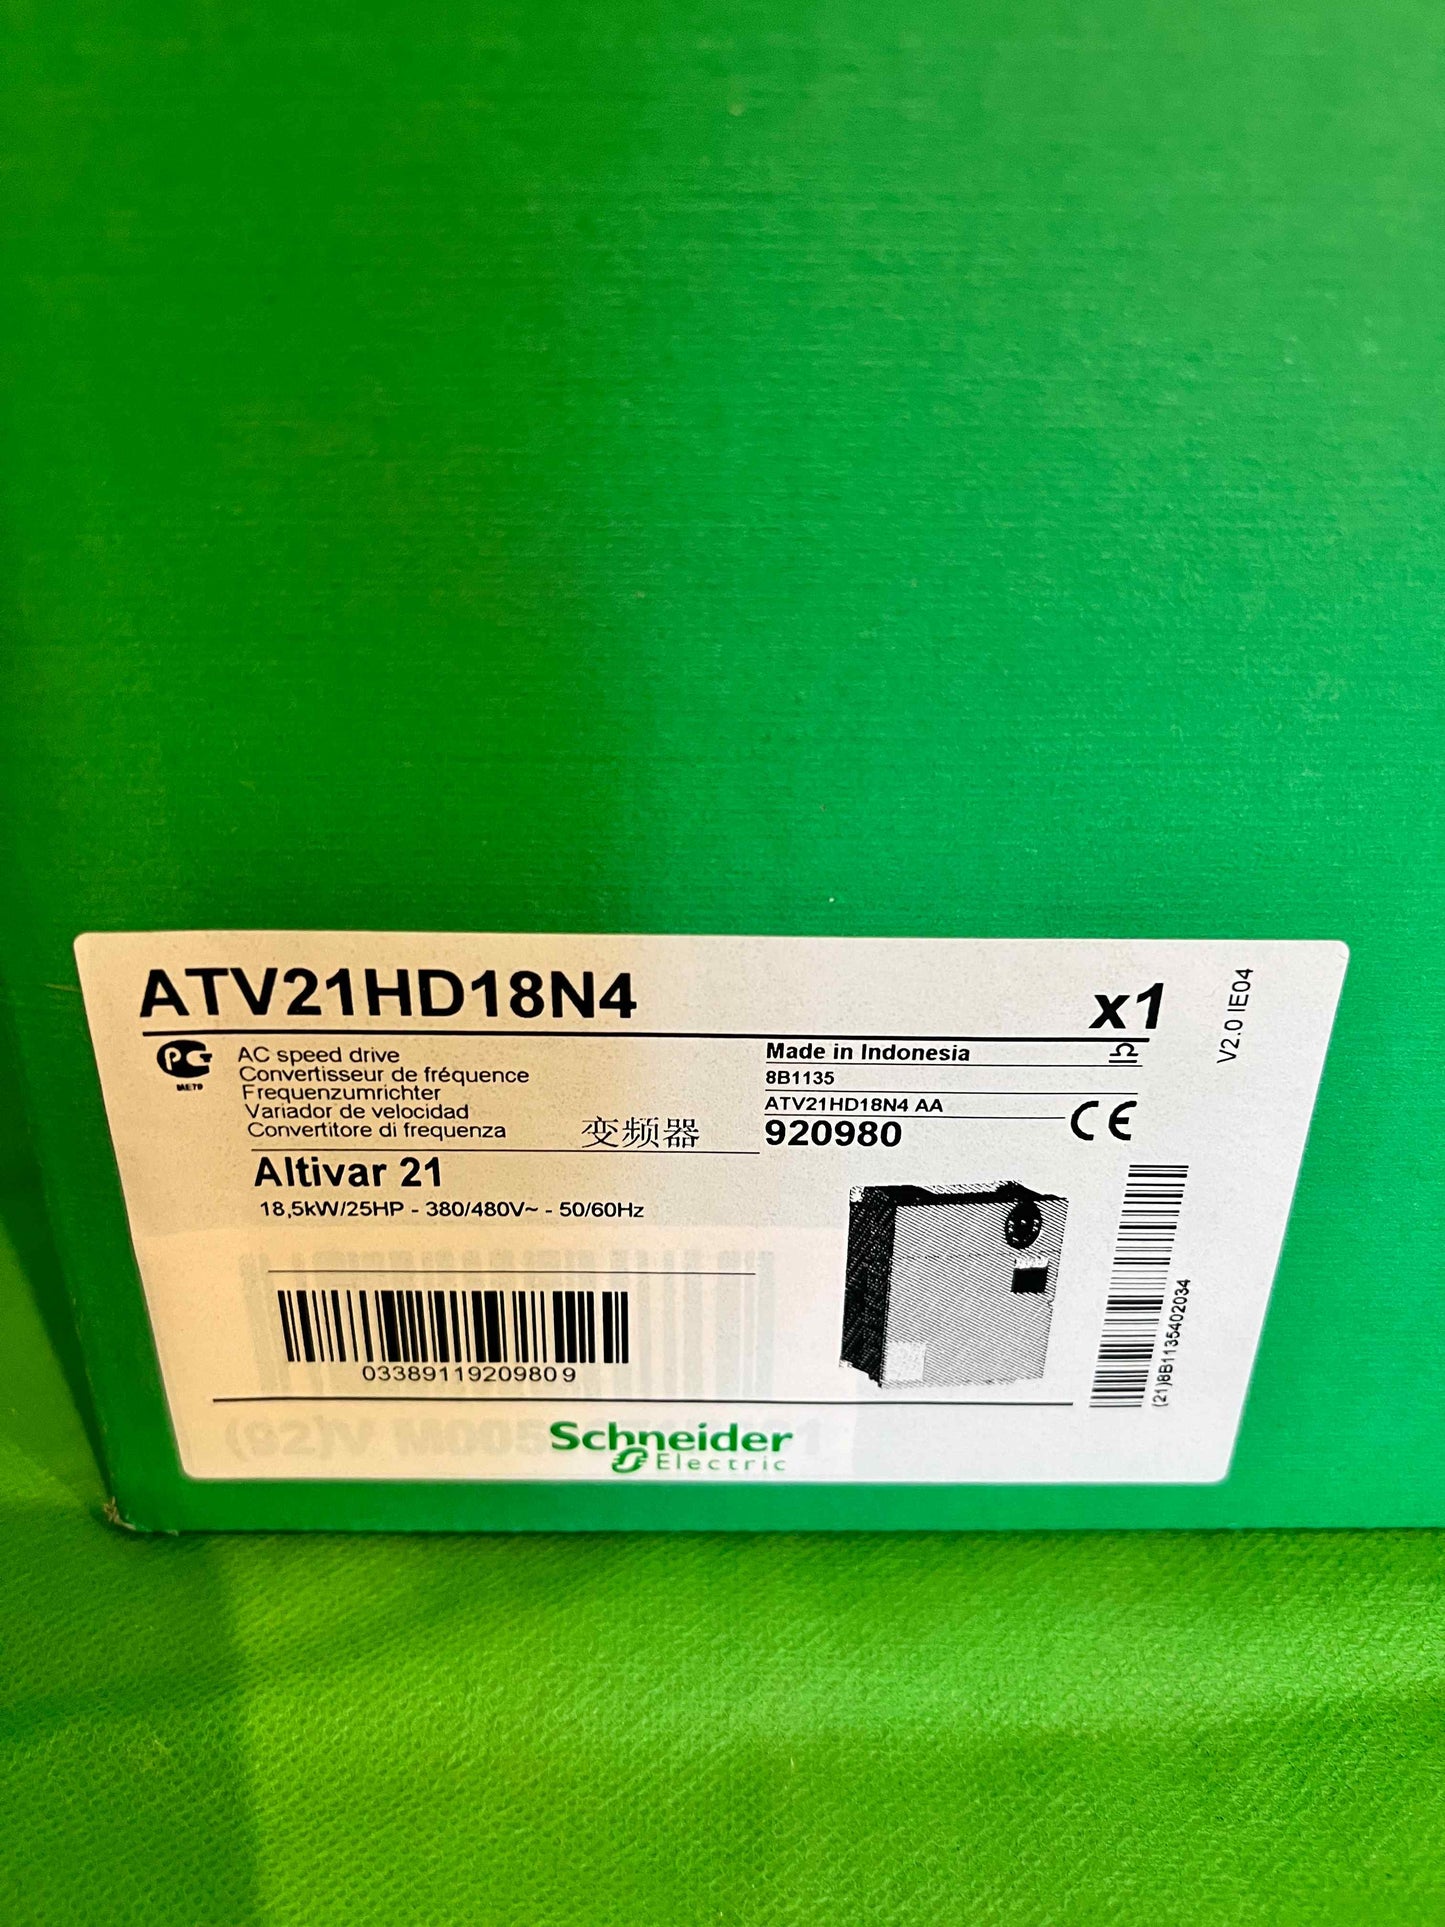 ATV21HD18N4
x1
V2.0 IE04
ME79
AC speed drive
Convertisseur de fréquence
Frequenzumrichter
Variador de velocidad
Convertitore di frequenza
变频器
Made in Indonesia
8B1135
ATV21HD18N4 AA
920980
CE
Altivar 21
18,5kW/25HP - 380/480V~ - 50/60Hz
03389119209809
(21)8B1135402034
Schneider
Electric